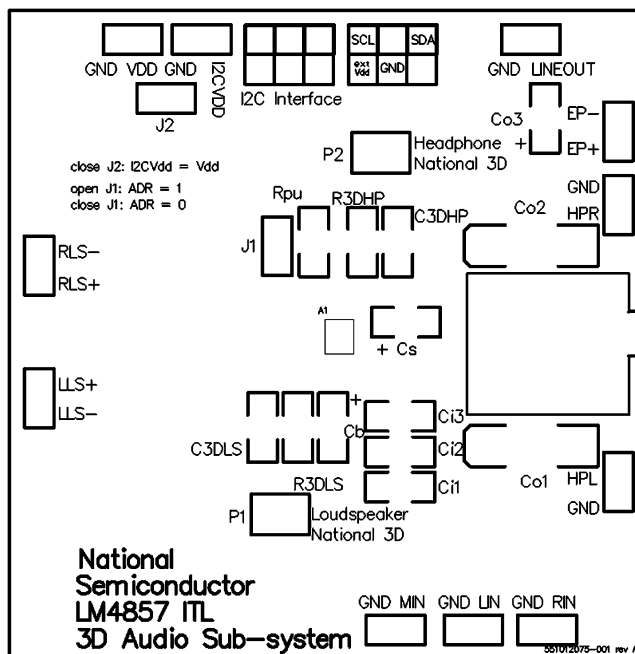 SCL SDA
ext Vdd GND
GND VDD GND I2CVDD
I2C Interface
GND LINEOUT
J2
Co3
EP-
+
EP+
P2
Headphone
National 3D
close J2: I2CVdd = Vdd
open J1: ADR = 1
close J1: ADR = 0
Rpu
R3DHP
C3DHP
J1
Co2
GND
HPR
RLS-
RLS+
A1
+ Cs
LLS+
LLS-
+
Cb
Ci3
Ci2
Ci1
C3DLS
R3DLS
Co1
HPL
GND
P1
Loudspeaker
National 3D
National
Semiconductor
LM4857 ITL
3D Audio Sub-system
GND MIN GND LIN GND RIN
551012075-001 rev A